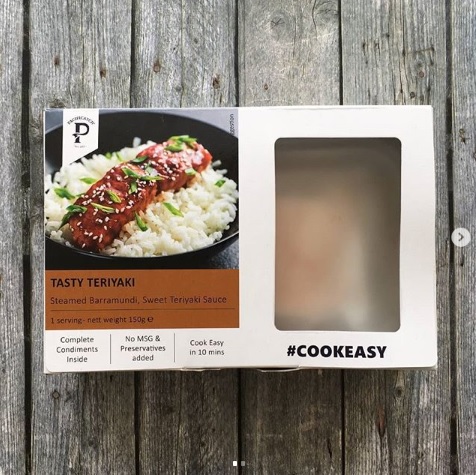 PACIFICATCH
P
TASTY TERIYAKI
Steamed Barramundi, Sweet Teriyaki Sauce
1 serving- nett weight 150g ℮
Complete
Condiments
Inside
No MSG &
Preservatives
added
Cook Easy
in 10 mins
#COOKEASY